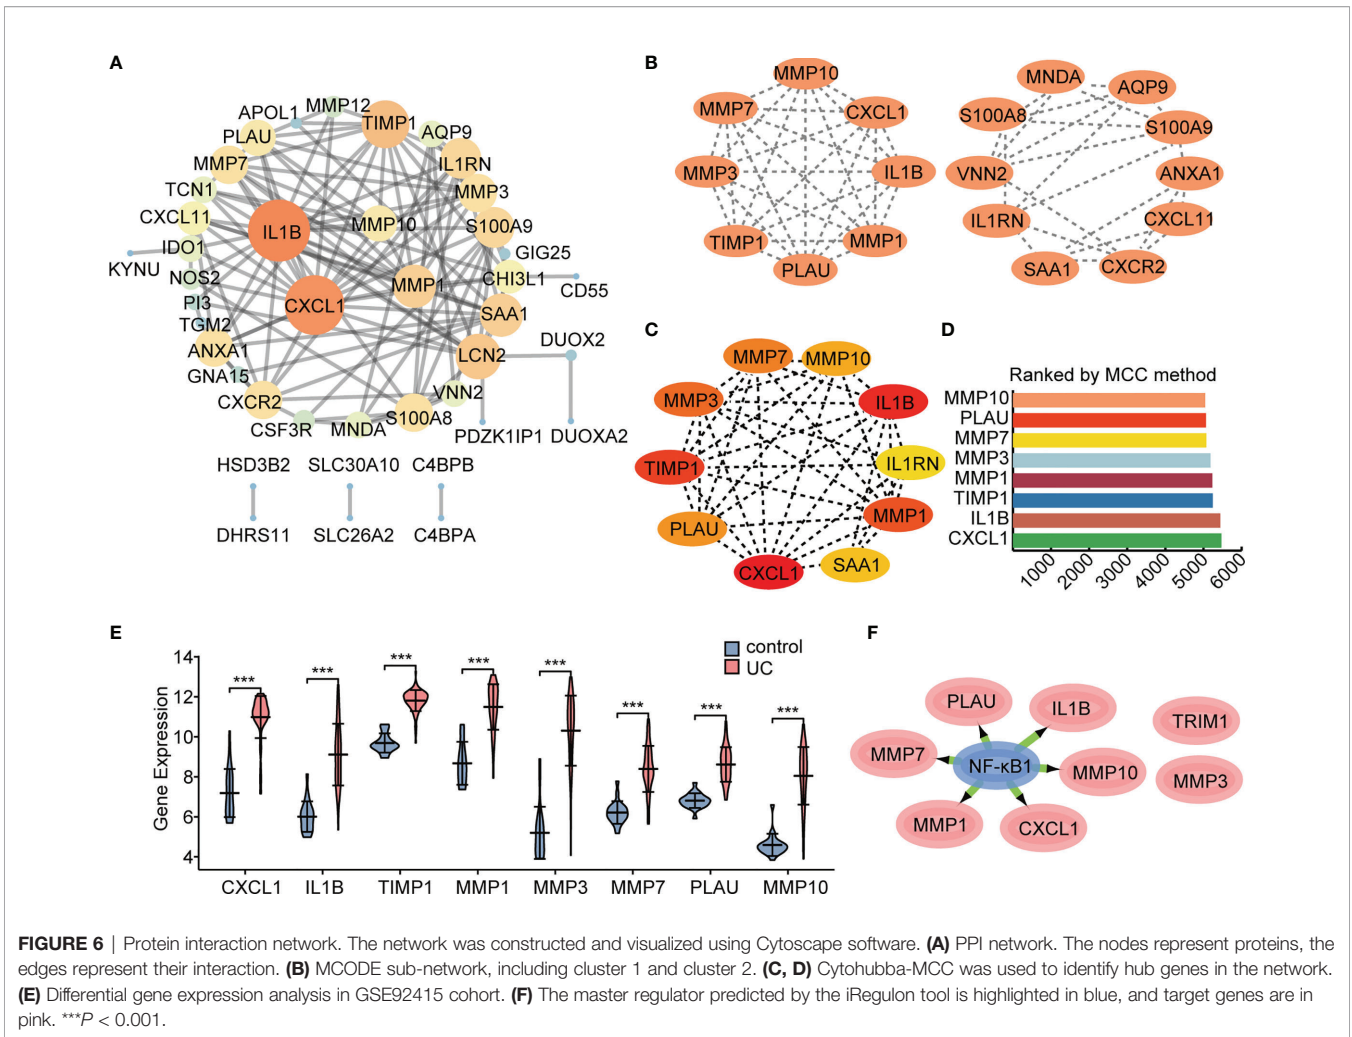 A
APOL1
MMP12
TIMP1
AQP9
PLAU
IL1RN
MMP7
MMP3
TCN1
CXCL11
MMP10
S100A9
IL1B
IDO1
GIG25
KYNU
NOS2
CHI3L1
MMP1
CD55
PI3
CXCL1
SAA1
TGM2
DUOX2
ANXA1
LCN2
GNA15
VNN2
CXCR2
S100A8
CSF3R
MNDA
PDZK1IP1
DUOXA2
HSD3B2
SLC30A10
C4BPB
DHRS11
SLC26A2
C4BPA
B
MMP10
MMP7
CXCL1
MMP3
IL1B
TIMP1
MMP1
PLAU
MNDA
AQP9
S100A8
S100A9
VNN2
ANXA1
IL1RN
CXCL11
SAA1
CXCR2
C
MMP7
MMP10
MMP3
IL1B
TIMP1
IL1RN
PLAU
MMP1
CXCL1
SAA1
D
Ranked by MCC method
MMP10
PLAU
MMP7
MMP3
MMP1
TIMP1
IL1B
CXCL1
1000
2000
3000
4000
5000
6000
E
control
UC
Gene Expression
14
12
10
8
6
4
***
***
***
***
***
***
***
***
CXCL1
IL1B
TIMP1
MMP1
MMP3
MMP7
PLAU
MMP10
F
PLAU
IL1B
TRIM1
MMP7
NF-κB1
MMP10
MMP3
MMP1
CXCL1
FIGURE 6 | Protein interaction network. The network was constructed and visualized using Cytoscape software. (A) PPI network. The nodes represent proteins, the
edges represent their interaction. (B) MCODE sub-network, including cluster 1 and cluster 2. (C, D) Cytohubba-MCC was used to identify hub genes in the network.
(E) Differential gene expression analysis in GSE92415 cohort. (F) The master regulator predicted by the iRegulon tool is highlighted in blue, and target genes are in
pink. ***P < 0.001.